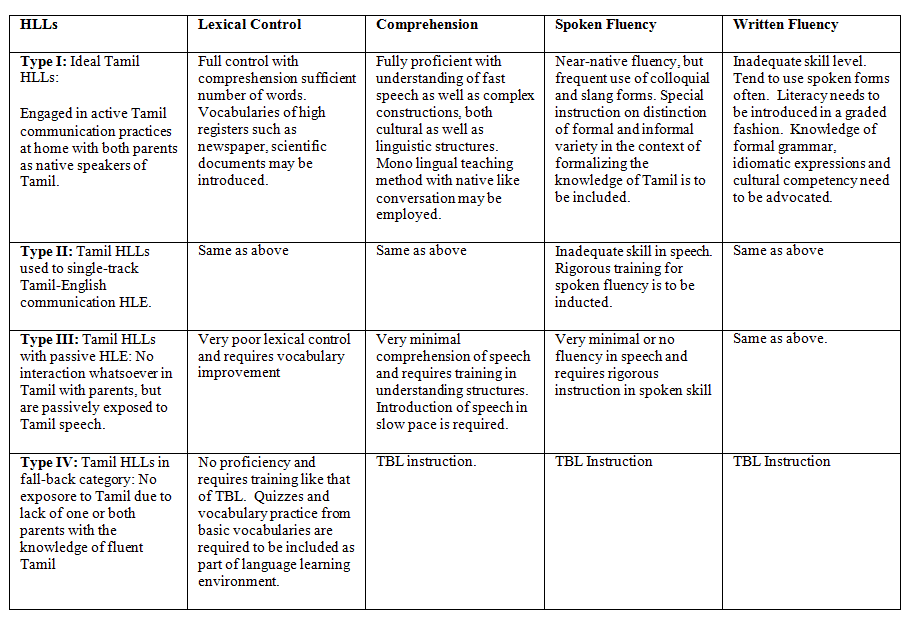 HLLs
Lexical Control
Comprehension
Spoken Fluency
Written Fluency
Type I: Ideal Tamil
HLLs:
Engaged in active Tamil
communication practices
at home with both parents
as native speakers of
Tamil.
Full control with
compreshension sufficient
number of words.
Vocabularies of high
registers such as
newspaper, scientific
documents may be
introduced.
Fully proficient with
understanding of fast
speech as well as complex
constructions, both
cultural as well as
linguistic structures.
Mono lingual teaching
method with native like
conversation may be
employed.
Near-native fluency, but
frequent use of colloquial
and slang forms. Special
instruction on distinction
of formal and informal
variety in the context of
formalizing the
knowledge of Tamil is to
be included.
Inadequate skill level.
Tend to use spoken forms
often.  Literacy needs to
be introduced in a graded
fashion.  Knowledge of
formal grammar,
idiomatic expressions and
cultural competency need
to be advocated.
Type II: Tamil HLLs
used to single-track
Tamil-English
communication HLE.
Same as above
Same as above
Inadequate skill in speech.
Rigorous training for
spoken fluency is to be
inducted.
Same as above
Type III: Tamil HLLs
with passive HLE: No
interaction whatsoever in
Tamil with parents, but
are passively exposed to
Tamil speech.
Very poor lexical control
and requires vocabulary
improvement
Very minimal
comprehension of speech
and requires training in
understanding structures.
Introduction of speech in
slow pace is required.
Very minimal or no
fluency in speech and
requires rigorous
instruction in spoken skill
Same as above.
Type IV: Tamil HLLs in
fall-back category: No
exposore to Tamil due to
lack of one or both
parents with the
knowledge of fluent
Tamil
No proficiency and
requires training like that
of TBL.  Quizzes and
vocabulary practice from
basic vocabularies are
required to be included as
part of language learning
environment.
TBL instruction.
TBL Instruction
TBL Instruction